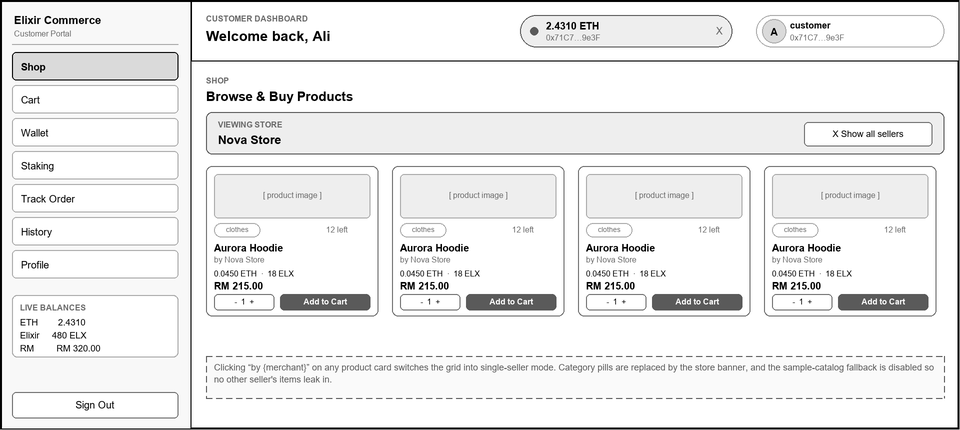 Elixir Commerce
Customer Portal
Shop
Cart
Wallet
Staking
Track Order
History
Profile
LIVE BALANCES
ETH 2.4310
Elixir 480 ELX
RM RM 320.00
Sign Out
CUSTOMER DASHBOARD
Welcome back, Ali
2.4310 ETH
0x71C7…9e3F
X
A
customer
0x71C7…9e3F
SHOP
Browse & Buy Products
VIEWING STORE
Nova Store
X Show all sellers
[ product image ]
clothes 12 left
Aurora Hoodie
by Nova Store
0.0450 ETH · 18 ELX
RM 215.00
- 1 + Add to Cart
[ product image ]
clothes 12 left
Aurora Hoodie
by Nova Store
0.0450 ETH · 18 ELX
RM 215.00
- 1 + Add to Cart
[ product image ]
clothes 12 left
Aurora Hoodie
by Nova Store
0.0450 ETH · 18 ELX
RM 215.00
- 1 + Add to Cart
[ product image ]
clothes 12 left
Aurora Hoodie
by Nova Store
0.0450 ETH · 18 ELX
RM 215.00
- 1 + Add to Cart
Clicking “by {merchant}” on any product card switches the grid into single-seller mode. Category pills are replaced by the store banner, and the sample-catalog fallback is disabled so
no other seller's items leak in.